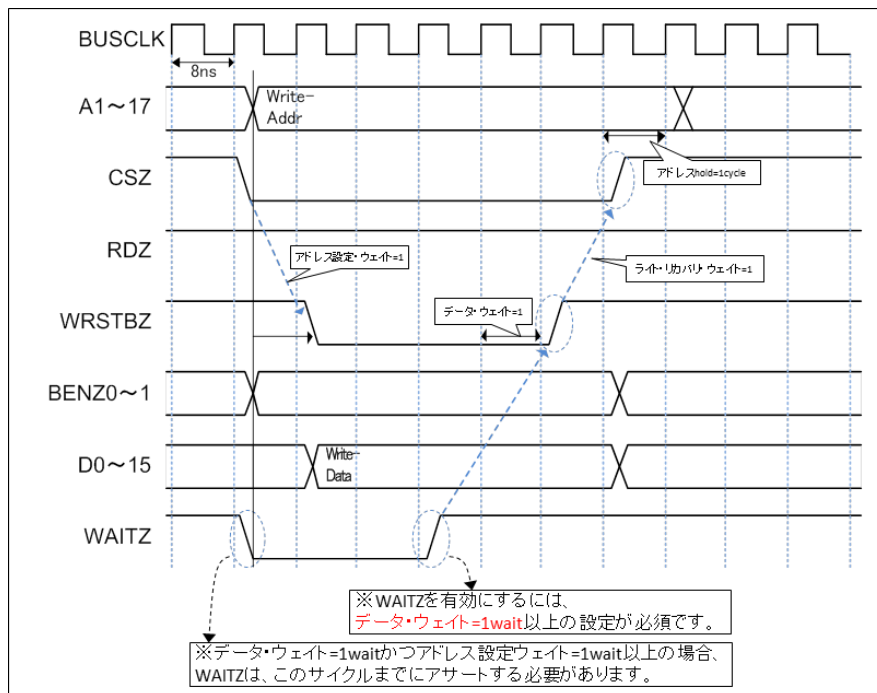 BUSCLK
8ns
A1～17
Write-
Addr
アドレスhold=1cycle
CSZ
RDZ
アドレス設定・ウェイト=1
ライト・リカバリ・ウェイト=1
WRSTBZ
データ・ウェイト=1
BENZ0～1
D0～15
Write-
Data
WAITZ
※WAITZを有効にするには、
データ・ウェイト=1wait以上の設定が必須です。
※データ・ウェイト=1waitかつアドレス設定ウェイト=1wait以上の場合、
WAITZは、このサイクルまでにアサートする必要があります。